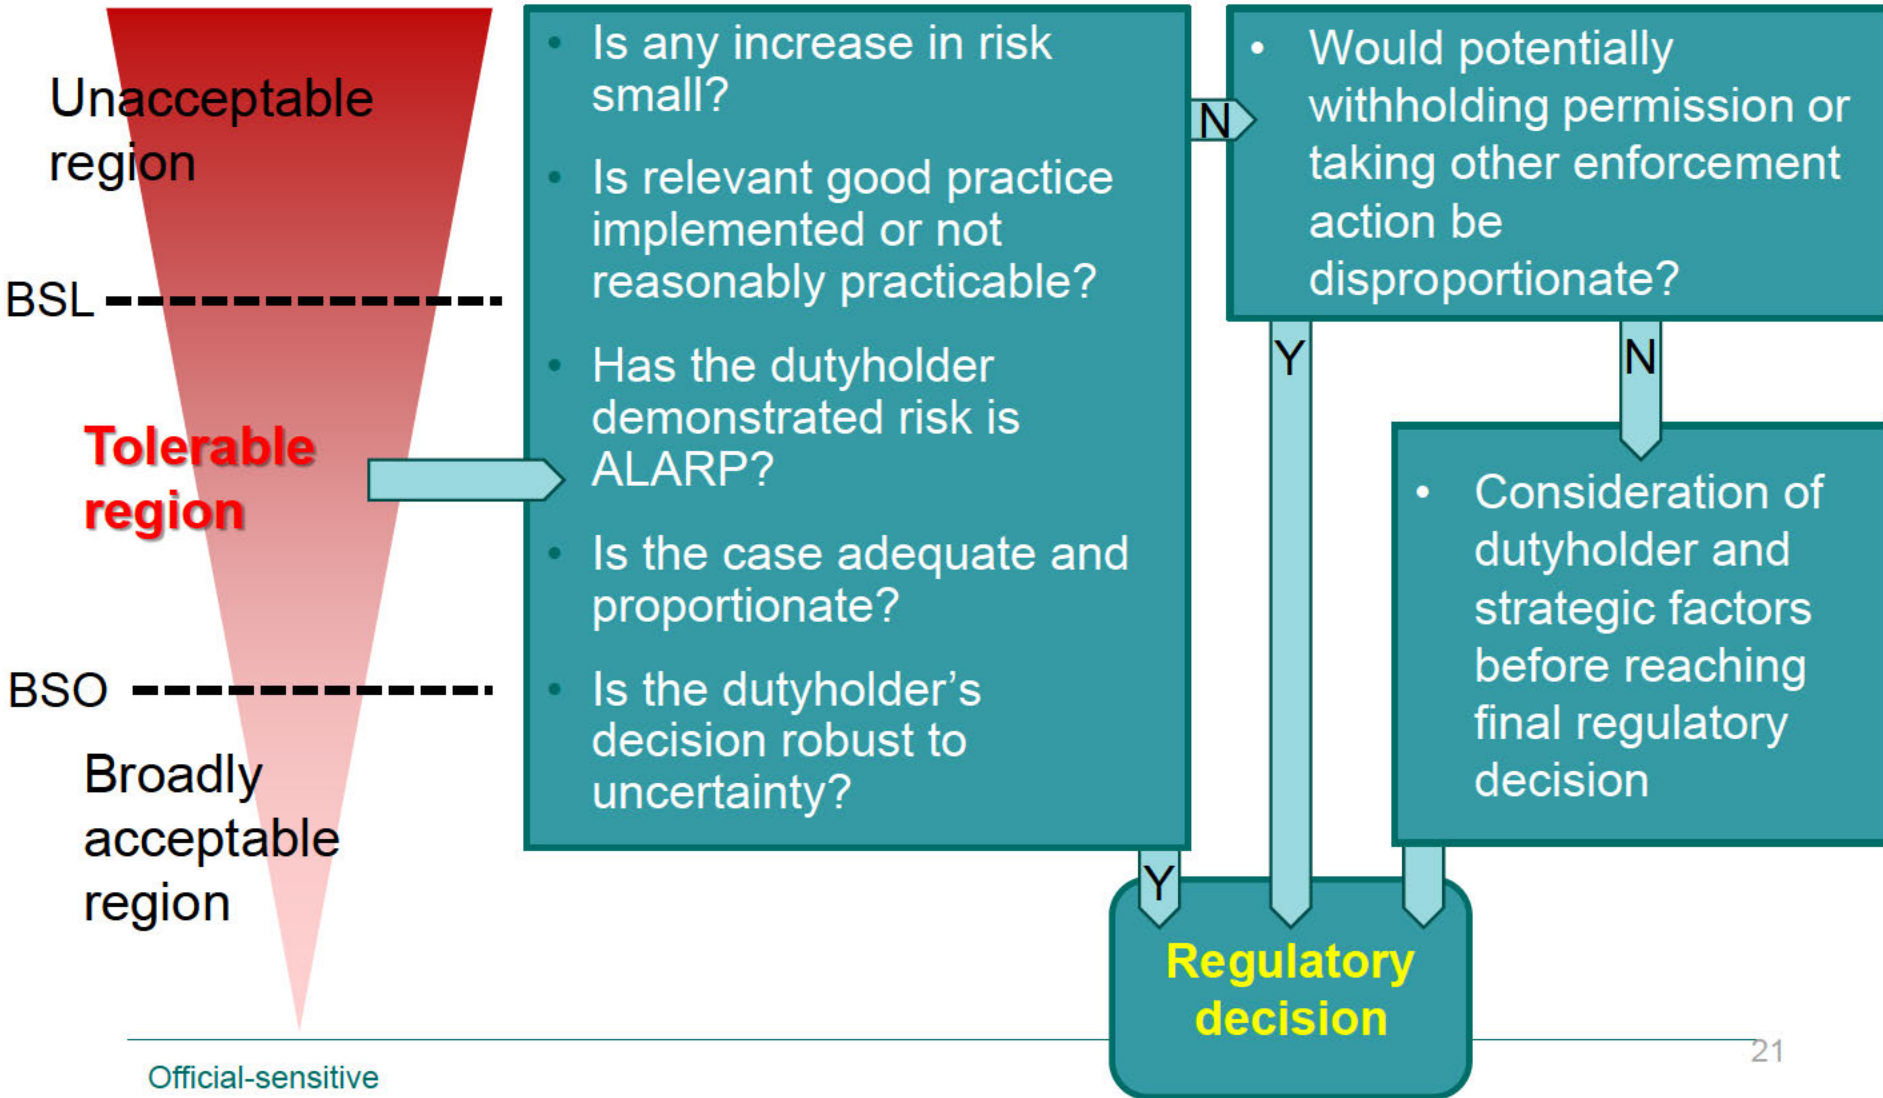 Unacceptable
region
BSL
Tolerable
region
BSO
Broadly
acceptable
region
• Is any increase in risk
small?
• Is relevant good practice
implemented or not
reasonably practicable?
• Has the dutyholder
demonstrated risk is
ALARP?
• Is the case adequate and
proportionate?
• Is the dutyholder’s
decision robust to
uncertainty?
N
Y
• Would potentially
withholding permission or
taking other enforcement
action be
disproportionate?
Y
N
• Consideration of
dutyholder and
strategic factors
before reaching
final regulatory
decision
Regulatory
decision
Official-sensitive
21